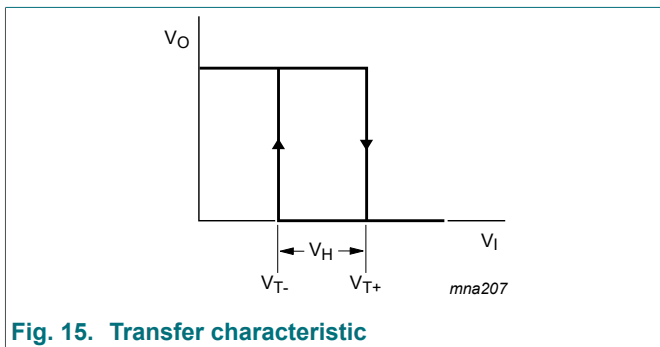 VO
VI
VH
VT-
VT+
mna207
Fig. 15. Transfer characteristic